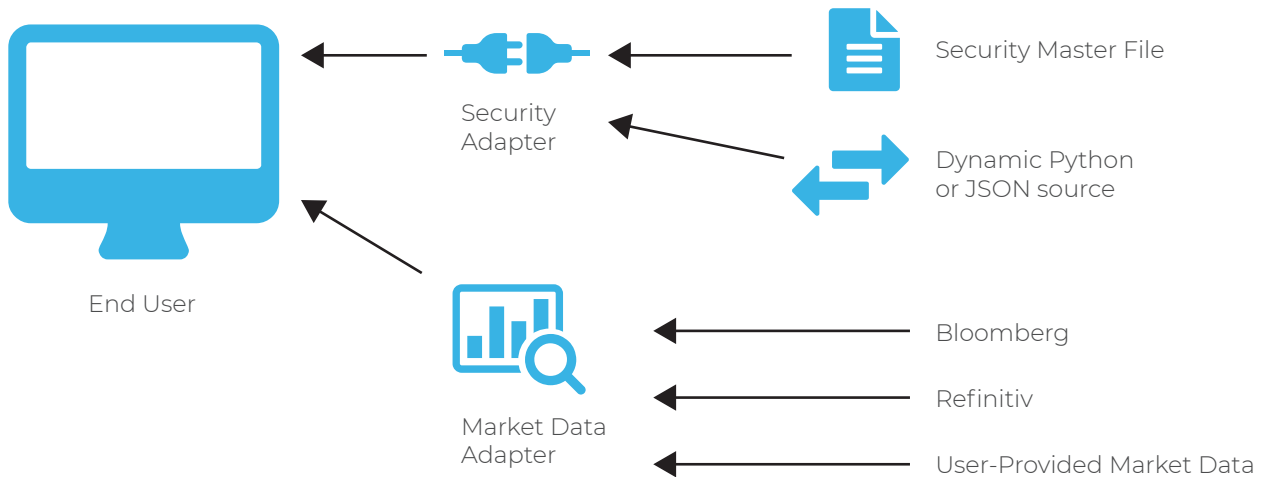 Security Master File
Security
Adapter
Dynamic Python
or JSON source
End User
Bloomberg
Refinitiv
Market Data
Adapter
User-Provided Market Data